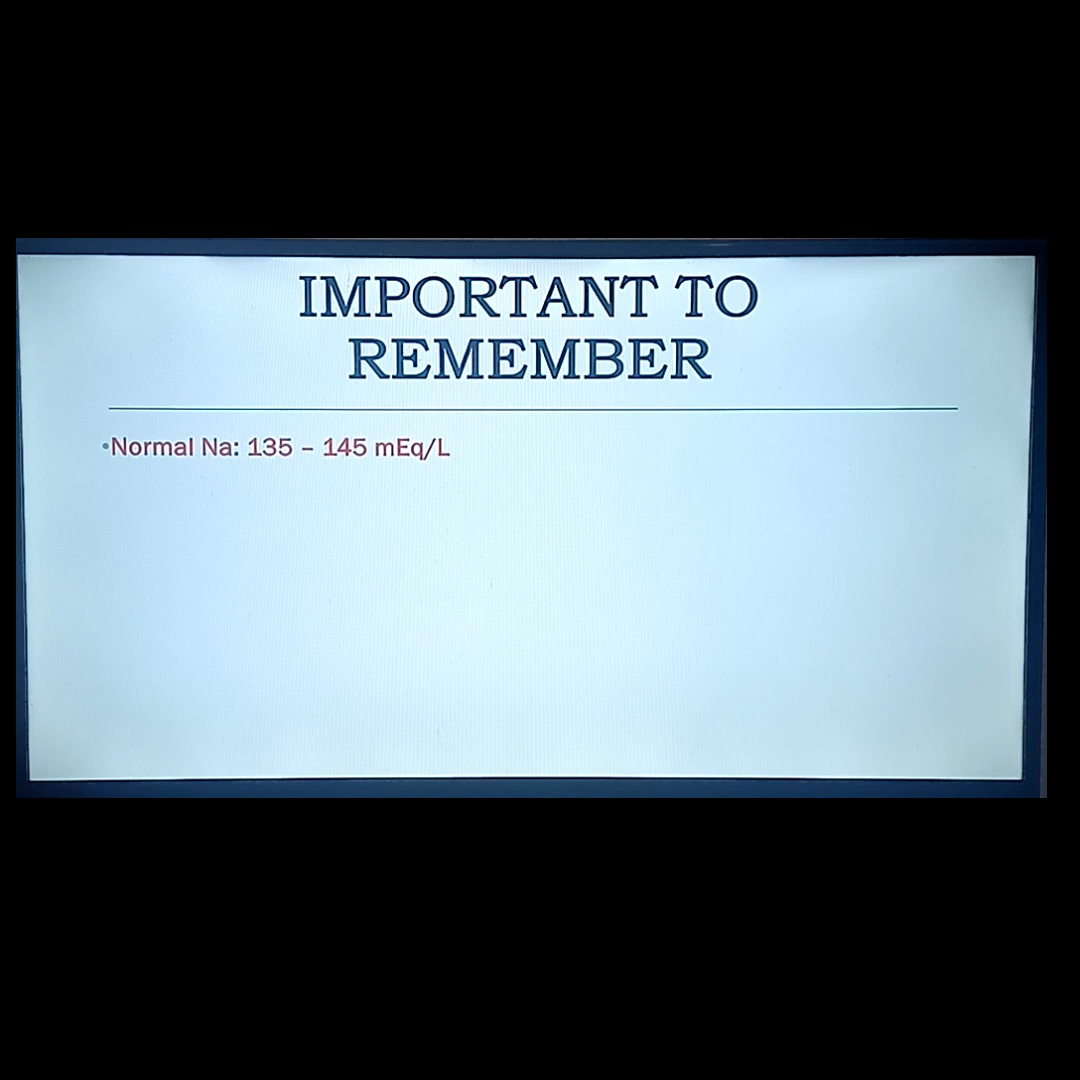 IMPORTANT TO
REMEMBER
•Normal Na: 135 – 145 mEq/L